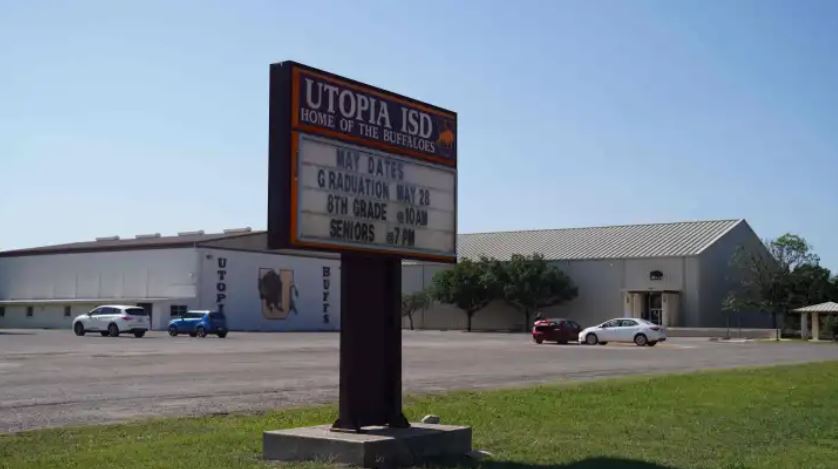 UTOPIA ISD
HOME OF THE BUFFALOES
MAY DATES
GRADUATION MAY 28
8TH GRADE @10AM
SENIORS @7PM
UTOPIA
U
BUFFS